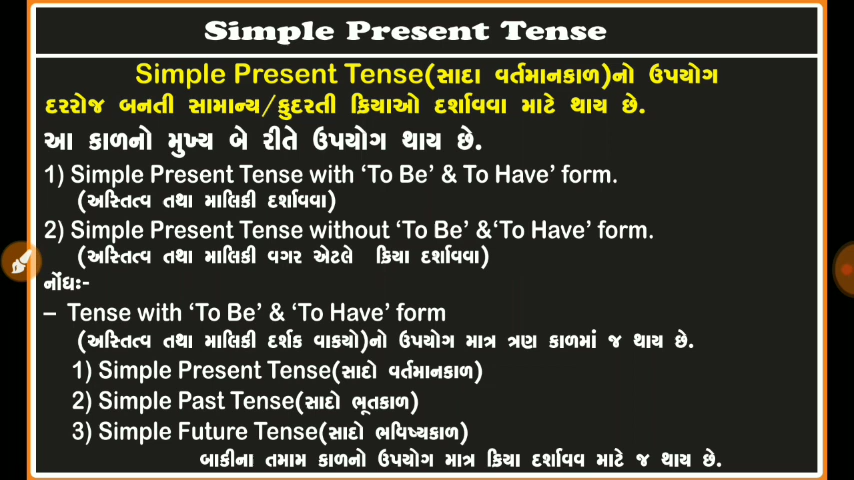 Simple Present Tense
Simple Present Tense(સાદા વર્તમાનકાળ)નો ઉપયોગ
દરરોજ બનતી સામાન્ય/કુદરતી ક્રિયાઓ દર્શાવવા માટે થાય છે.
આ કાળનો મુખ્ય બે રીતે ઉપયોગ થાય છે.
1) Simple Present Tense with ‘To Be’ & To Have’ form.
(અસ્તિત્વ તથા માલિકી દર્શાવવા)
2) Simple Present Tense without ‘To Be’ &‘To Have’ form.
(અસ્તિત્વ તથા માલિકી વગર એટલે ક્રિયા દર્શાવવા)
નોંધઃ-
– Tense with ‘To Be’ & ‘To Have’ form
(અસ્તિત્વ તથા માલિકી દર્શક વાક્યો)નો ઉપયોગ માત્ર ત્રણ કાળમાં જ થાય છે.
1) Simple Present Tense(સાદો વર્તમાનકાળ)
2) Simple Past Tense(સાદો ભૂતકાળ)
3) Simple Future Tense(સાદો ભવિષ્યકાળ)
બાકીના તમામ કાળનો ઉપયોગ માત્ર ક્રિયા દર્શાવવ માટે જ થાય છે.